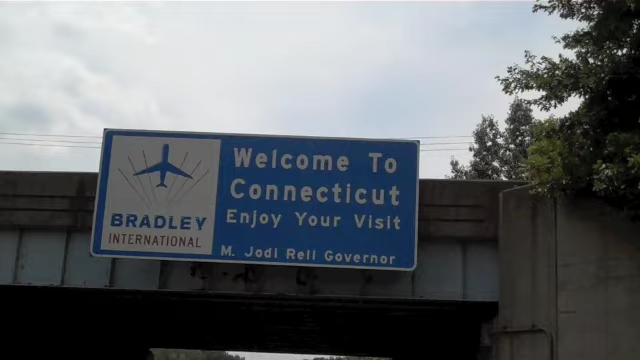 BRADLEY
INTERNATIONAL
Welcome To
Connecticut
Enjoy Your Visit
M. Jodi Rell Governor